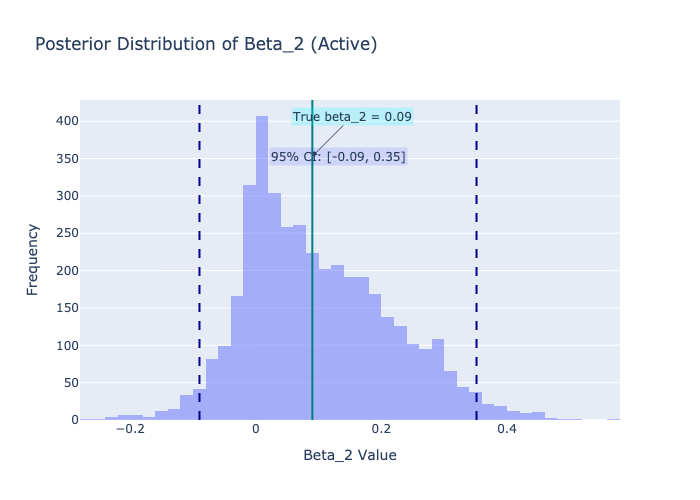 Posterior Distribution of Beta_2 (Active)
True beta_2 = 0.09
95% CI: [-0.09, 0.35]
400
350
300
250
200
150
100
50
0
Frequency
−0.2
0
0.2
0.4
Beta_2 Value